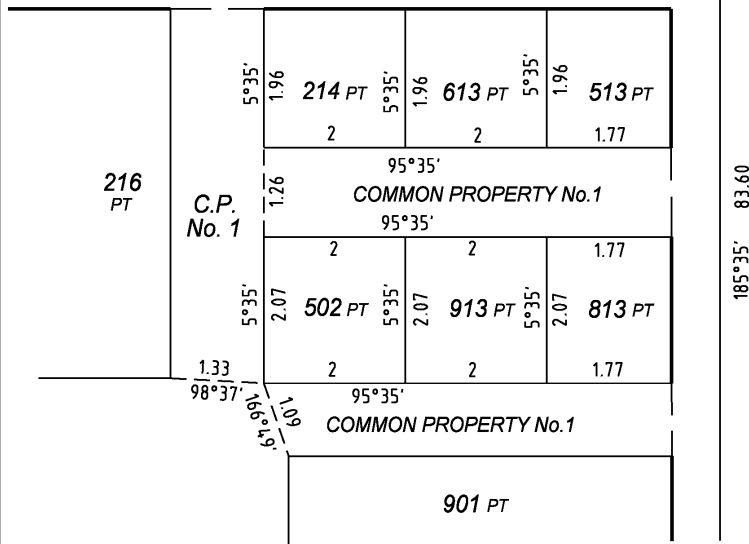 5°35'
1.96
214 PT
5°35'
1.96
613 PT
5°35'
1.96
513 PT
2
2
1.77
95°35'
216
PT
C.P.
No. 1
1.26
COMMON PROPERTY No.1
83.60
95°35'
2
2
1.77
185°35'
5°35'
2.07
502 PT
5°35'
2.07
913 PT
5°35'
2.07
813 PT
1.33
2
2
1.77
98°37'
95°35'
166°49'
1.09
COMMON PROPERTY No.1
901 PT